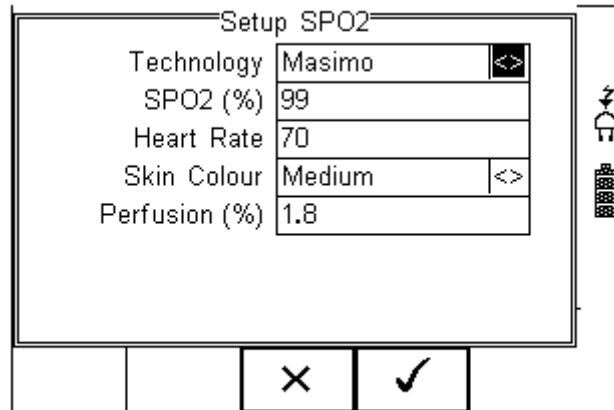 Setup SPO2
Technology Masimo <>
SPO2 (%) 99
Heart Rate 70
Skin Colour Medium <>
Perfusion (%) 1.8